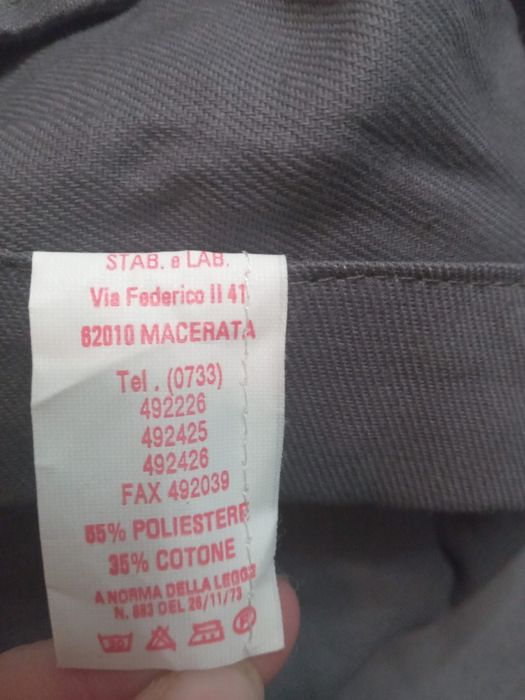 STAB. e LAB.
Via Federico II 41
62010 MACERATA
Tel . (0733)
492226
492425
492426
FAX 492039
65% POLIESTERE
35% COTONE
A NORMA DELLA LEGGE
N. 883 DEL 26/11/73